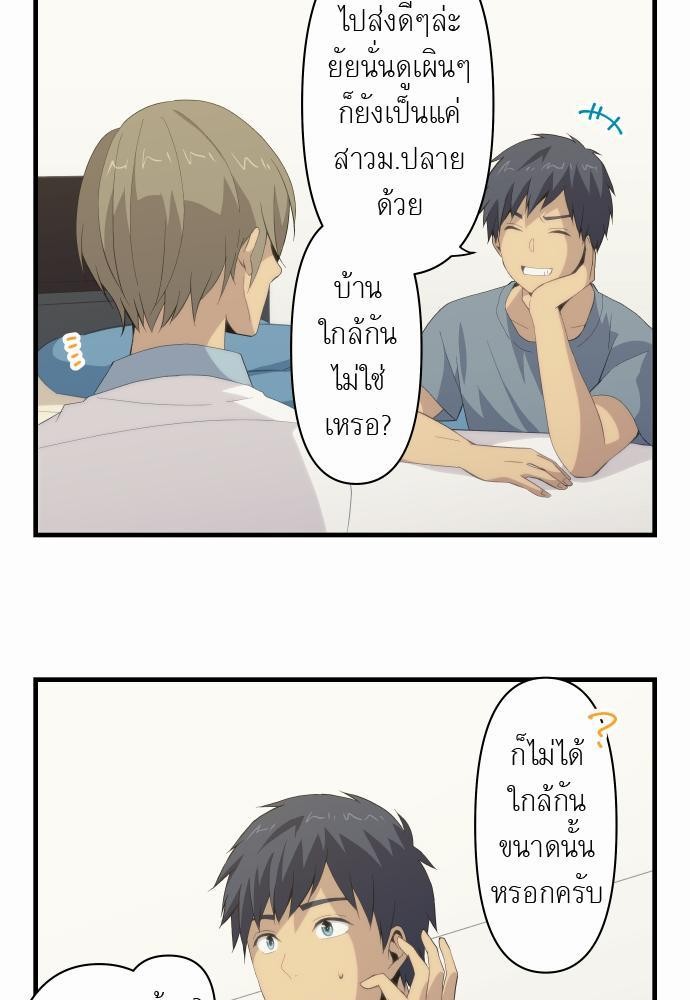 ไปส่งดีๆล่ะ
ยัยนั่นดูเผินๆ
ก็ยังเป็นแค่
สาวม.ปลาย
ด้วย
บ้าน
ใกล้กัน
ไม่ใช่
เหรอ?
?
ก็ไม่ได้
ใกล้กัน
ขนาดนั้น
หรอกครับ